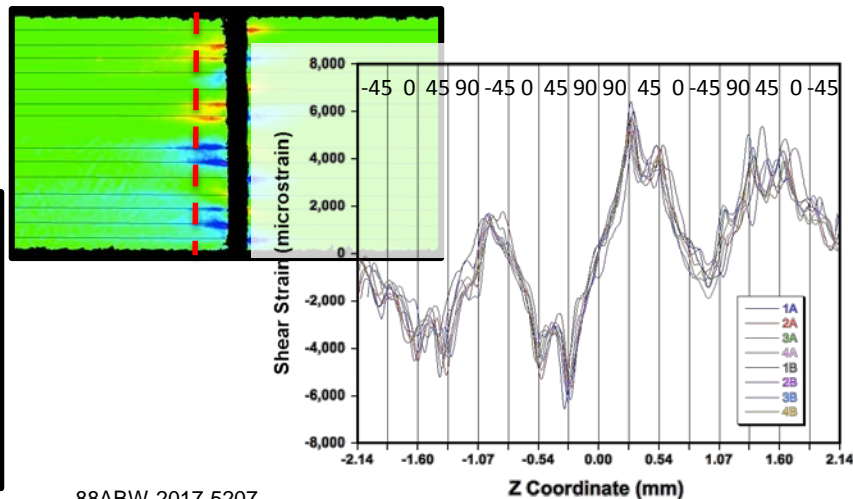 8,000
-45 0 45 90 -45 0 45 90 90 45 0 -45 90 45 0 -45
6,000
4,000
2,000
0
-2,000
-4,000
-6,000
-8,000
Shear Strain (microstrain)
1A
2A
3A
4A
1B
2B
3B
4B
-2.14 -1.60 -1.07 -0.54 0.00 0.54 1.07 1.60 2.14
Z Coordinate (mm)
88ABW-2017-5207